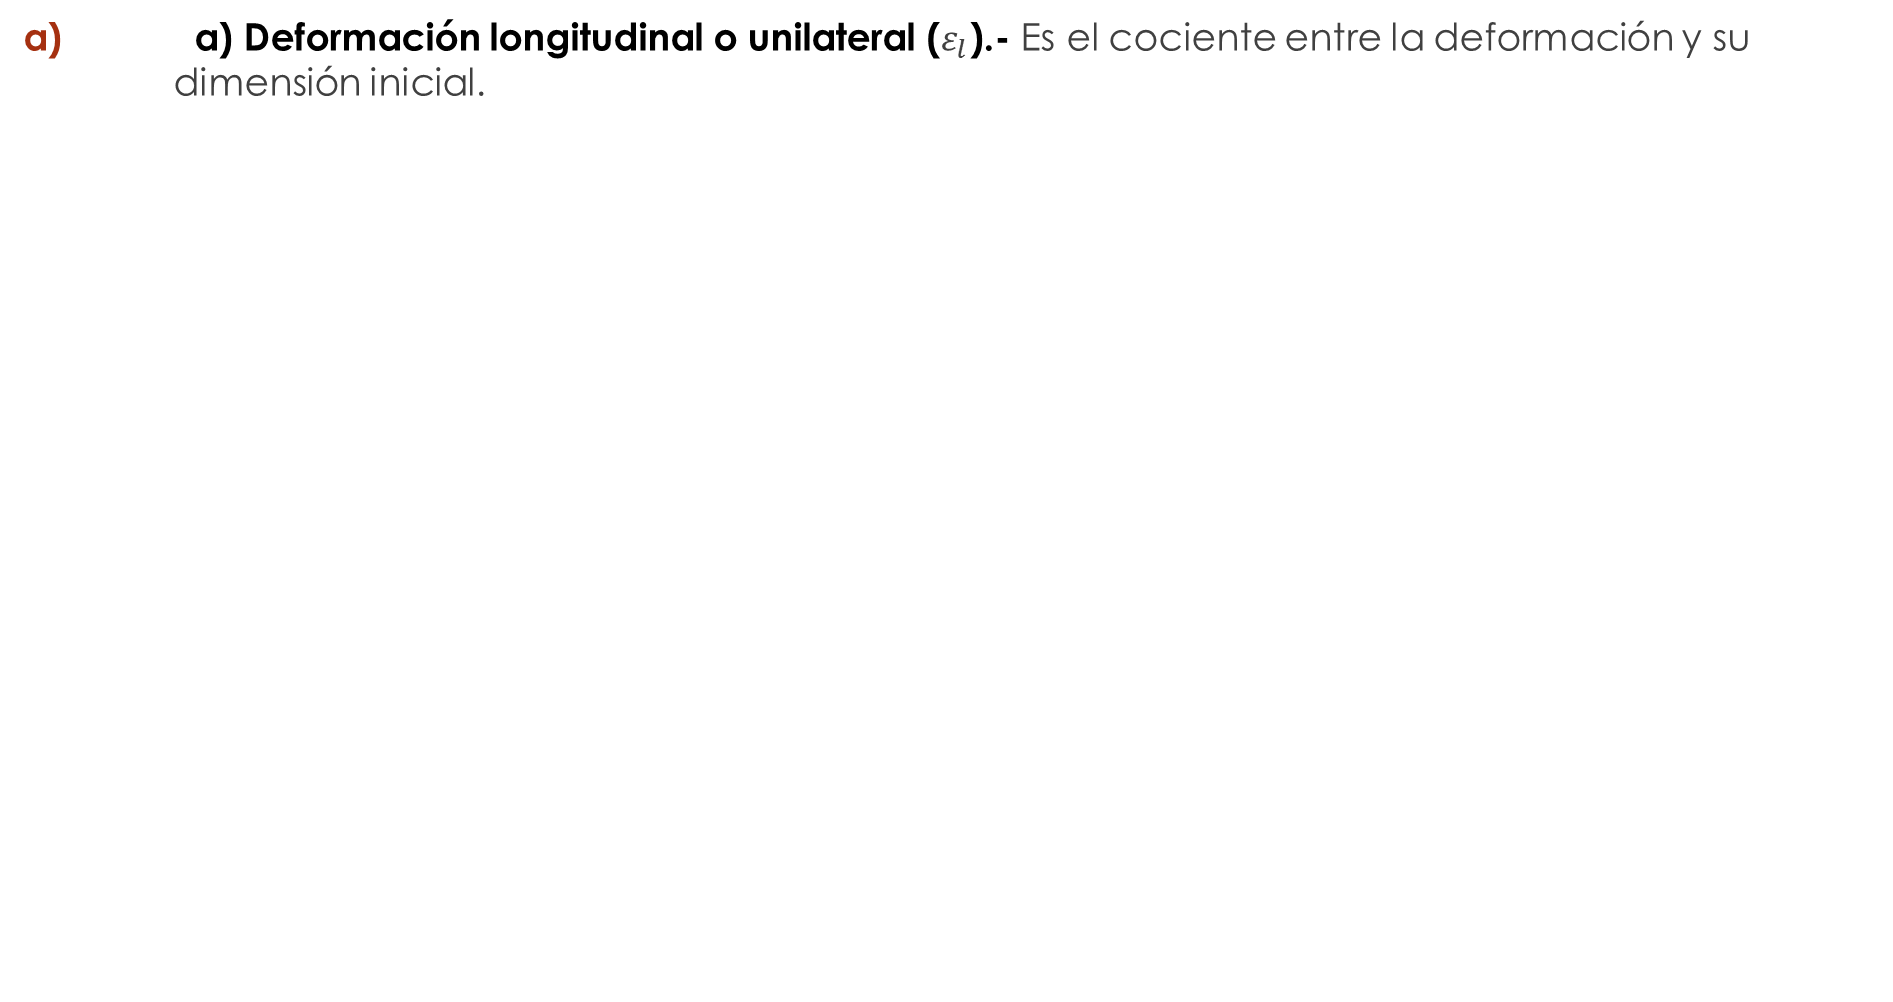 a) a) Deformación longitudinal o unilateral (εₗ).- Es el cociente entre la deformación y su
dimensión inicial.